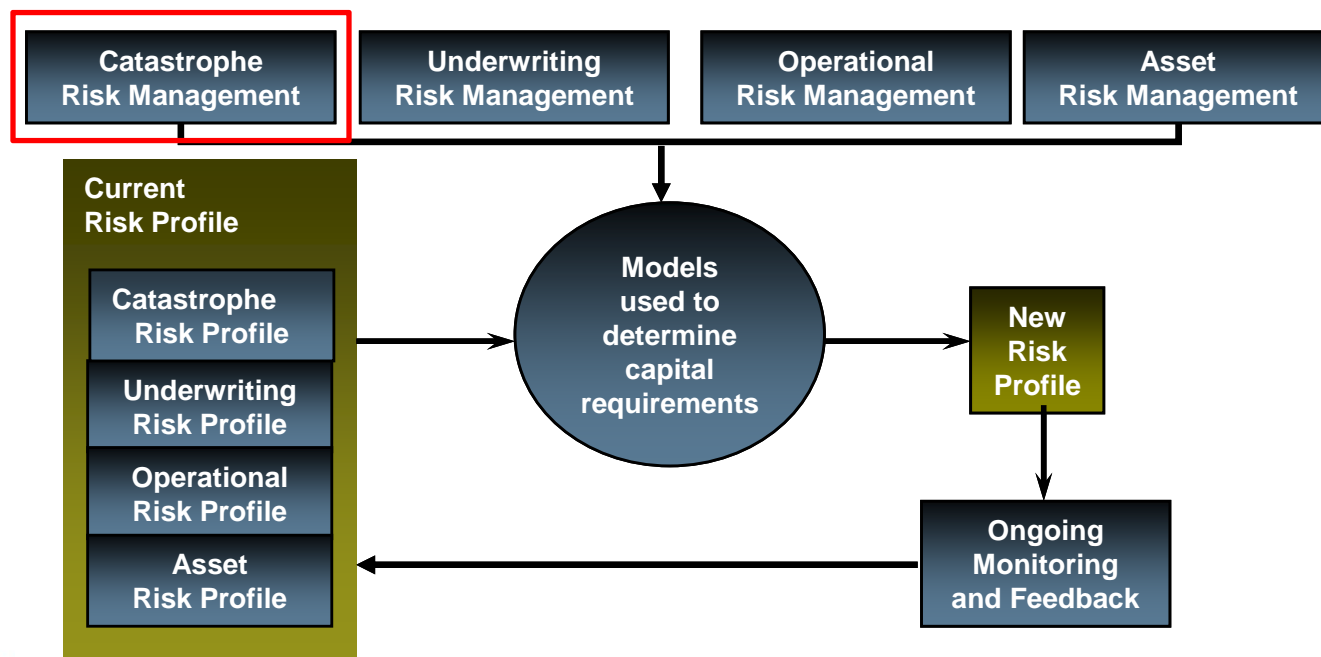 Catastrophe
Risk Management
Underwriting
Risk Management
Operational
Risk Management
Asset
Risk Management
Current
Risk Profile
Catastrophe
Risk Profile
Underwriting
Risk Profile
Operational
Risk Profile
Asset
Risk Profile
Models
used to
determine
capital
requirements
New
Risk
Profile
Ongoing
Monitoring
and Feedback